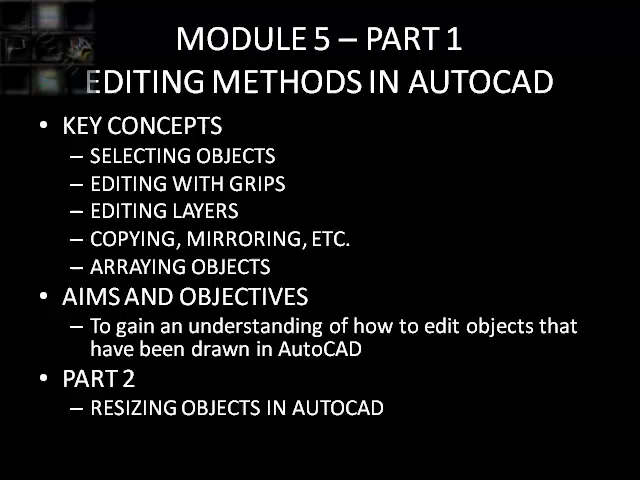 MODULE 5 – PART 1
EDITING METHODS IN AUTOCAD
• KEY CONCEPTS
– SELECTING OBJECTS
– EDITING WITH GRIPS
– EDITING LAYERS
– COPYING, MIRRORING, ETC.
– ARRAYING OBJECTS
• AIMS AND OBJECTIVES
– To gain an understanding of how to edit objects that
have been drawn in AutoCAD
• PART 2
– RESIZING OBJECTS IN AUTOCAD